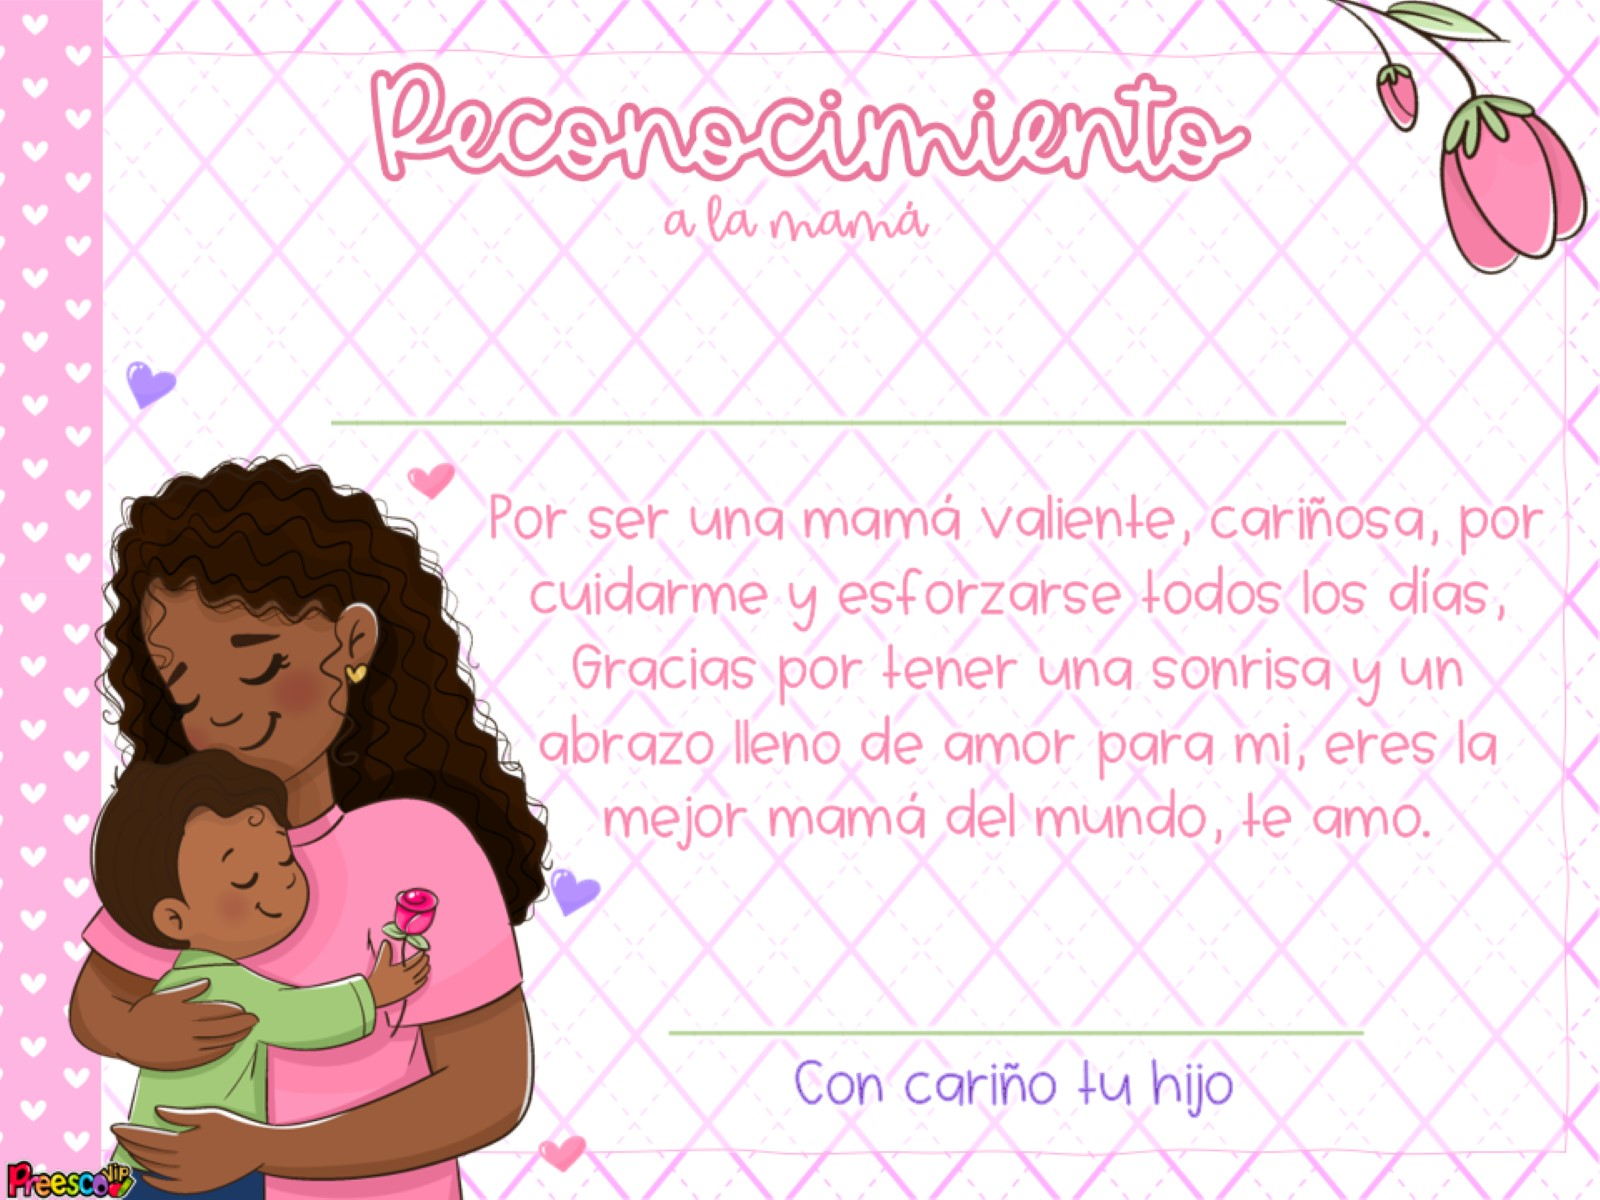 Reconocimiento
a la mamá
Por ser una mamá valiente, cariñosa, por
cuidarme y esforzarse todos los días,
Gracias por tener una sonrisa y un
abrazo lleno de amor para mi, eres la
mejor mamá del mundo, te amo.
Con cariño tu hijo
Preesco vip